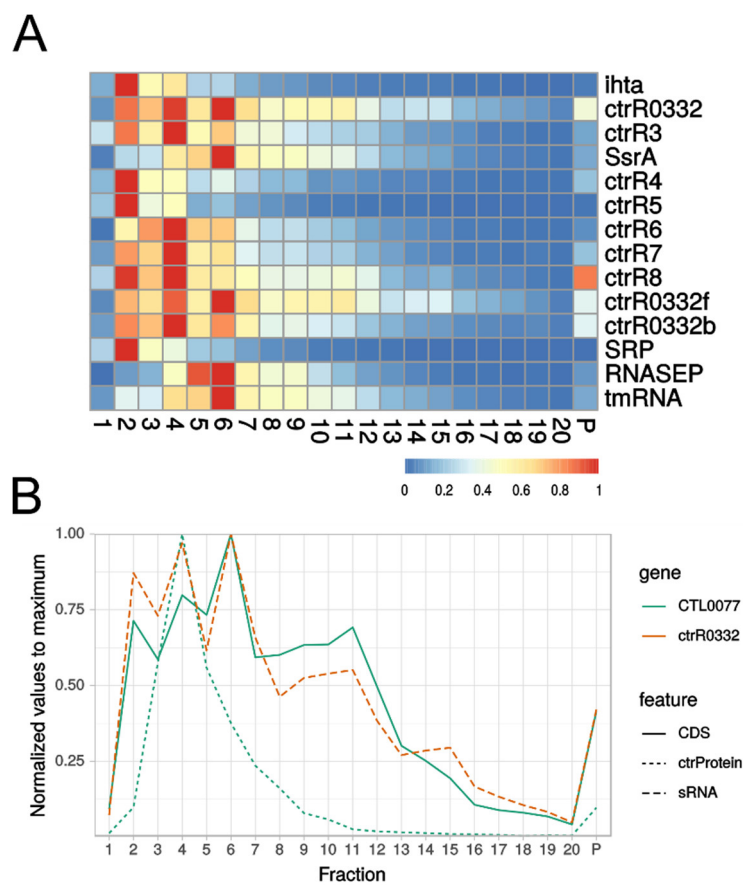 A
ihta
ctrR0332
ctrR3
SsrA
ctrR4
ctrR5
ctrR6
ctrR7
ctrR8
ctrR0332f
ctrR0332b
SRP
RNASEP
tmRNA
1 2 3 4 5 6 7 8 9 10 11 12 13 14 15 16 17 18 19 20 P
0 0.2 0.4 0.6 0.8 1
B
1.00
0.75
0.50
0.25
Normalized values to maximum
1 2 3 4 5 6 7 8 9 10 11 12 13 14 15 16 17 18 19 20 P
Fraction
gene
CTL0077
ctrR0332
feature
CDS
ctrProtein
sRNA